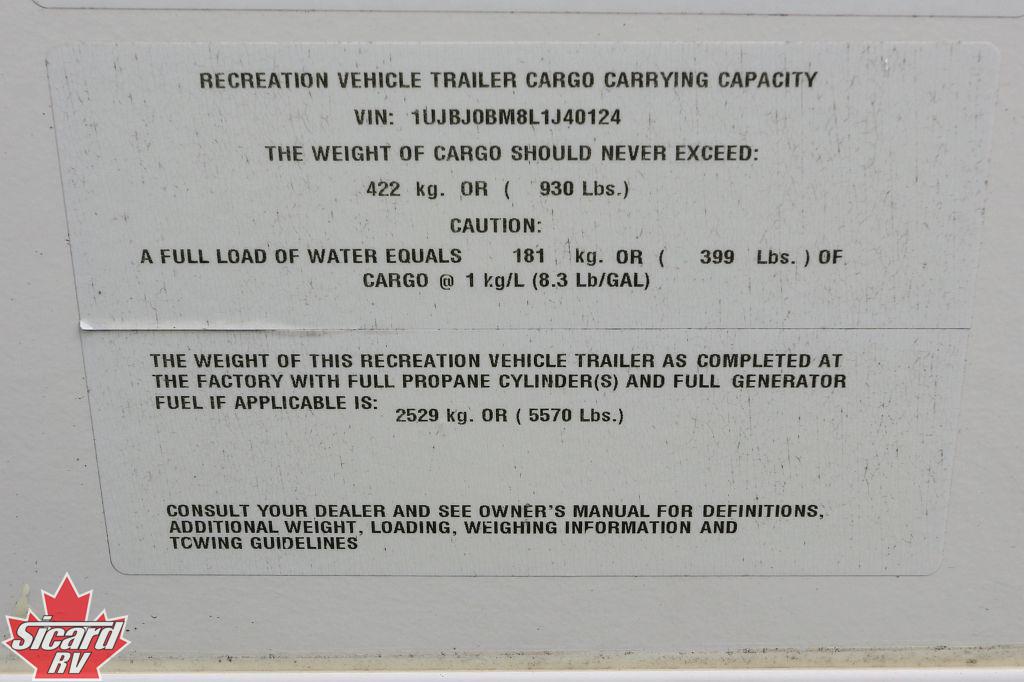 RECREATION VEHICLE TRAILER CARGO CARRYING CAPACITY
VIN: 1UJBJ0BM8L1J40124
THE WEIGHT OF CARGO SHOULD NEVER EXCEED:
422 kg. OR ( 930 Lbs.)
CAUTION:
A FULL LOAD OF WATER EQUALS 181 kg. OR ( 399 Lbs. ) OF
CARGO @ 1 kg/L (8.3 Lb/GAL)
THE WEIGHT OF THIS RECREATION VEHICLE TRAILER AS COMPLETED AT
THE FACTORY WITH FULL PROPANE CYLINDER(S) AND FULL GENERATOR
FUEL IF APPLICABLE IS:
2529 kg. OR ( 5570 Lbs.)
CONSULT YOUR DEALER AND SEE OWNER'S MANUAL FOR DEFINITIONS,
ADDITIONAL WEIGHT, LOADING, WEIGHING INFORMATION AND
TOWING GUIDELINES
Sicard
RV